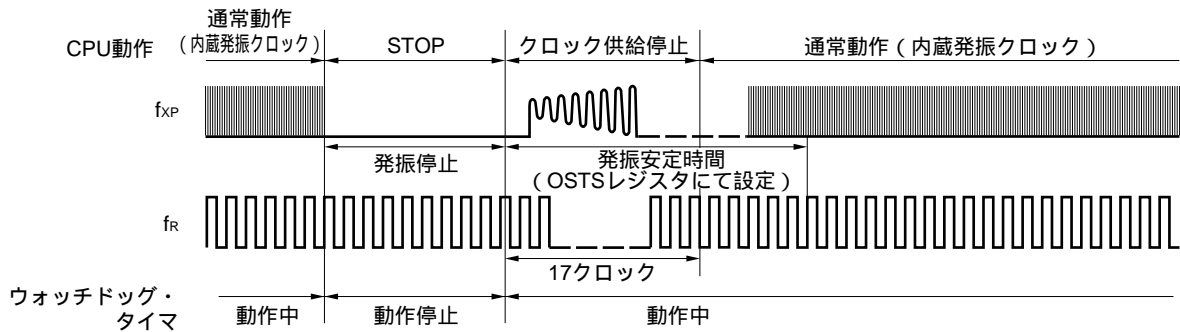 通常動作
CPU動作
(内蔵発振クロック)
STOP
クロック供給停止
通常動作(内蔵発振クロック)
fXP
発振停止
発振安定時間
(OSTSレジスタにて設定)
fR
17クロック
ウォッチドッグ・
タイマ
動作中
動作停止
動作中